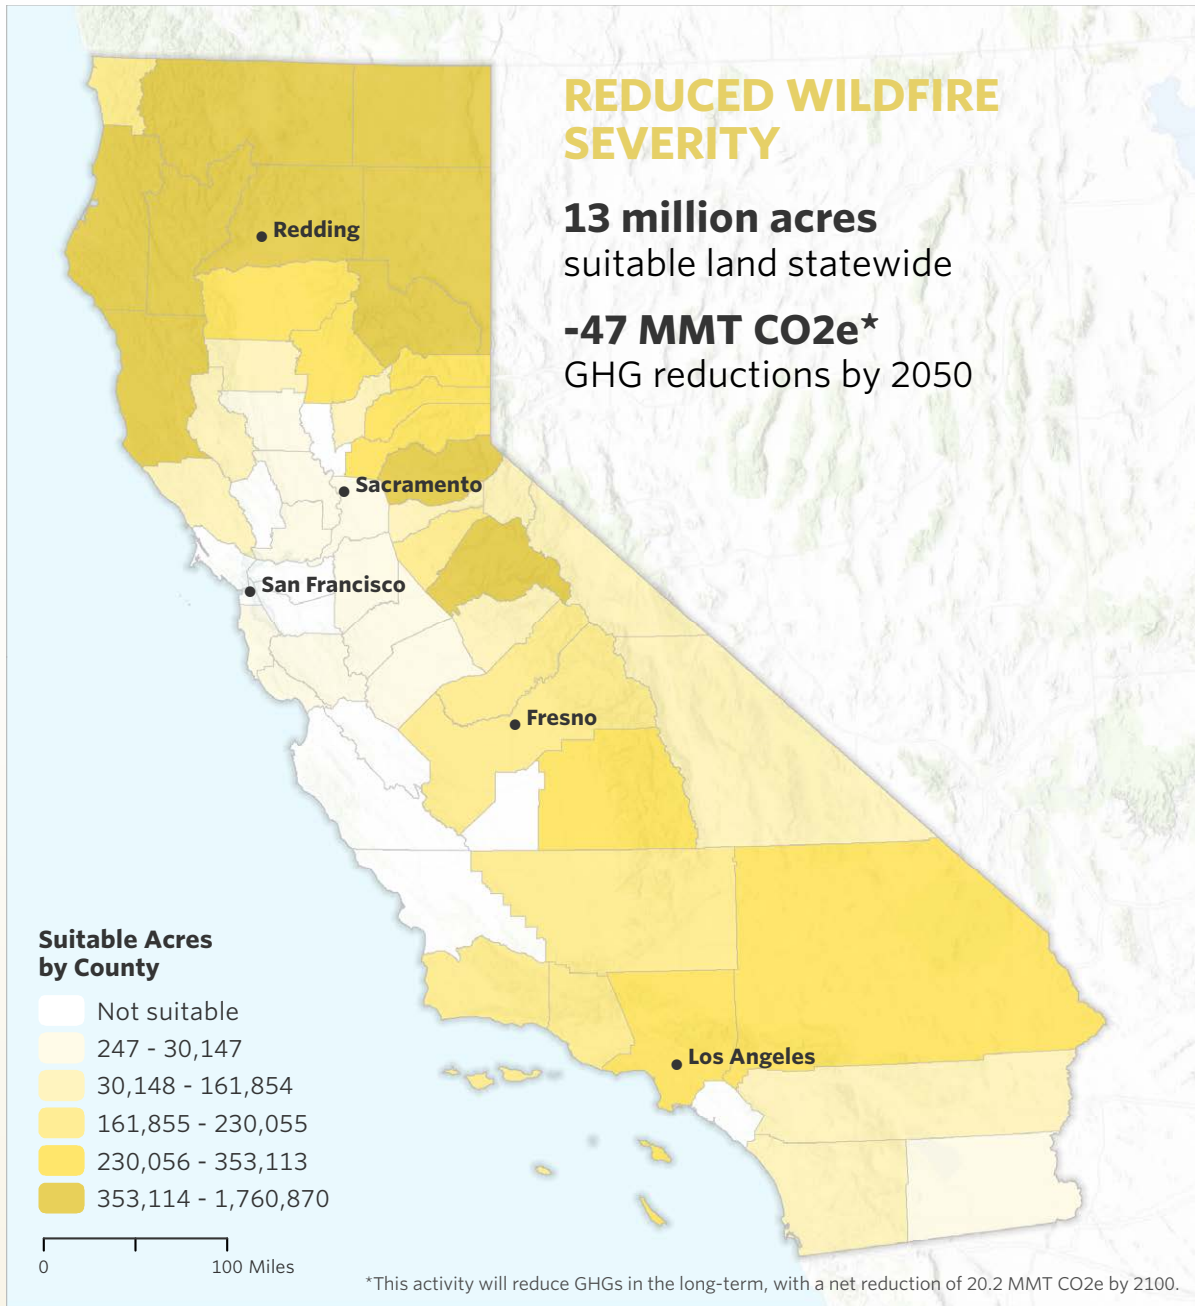 REDUCED WILDFIRE
SEVERITY
13 million acres
suitable land statewide
-47 MMT CO2e*
GHG reductions by 2050
Redding
Sacramento
San Francisco
Fresno
Los Angeles
Suitable Acres
by County
Not suitable
247 - 30,147
30,148 - 161,854
161,855 - 230,055
230,056 - 353,113
353,114 - 1,760,870
0 100 Miles
*This activity will reduce GHGs in the long-term, with a net reduction of 20.2 MMT CO2e by 2100.